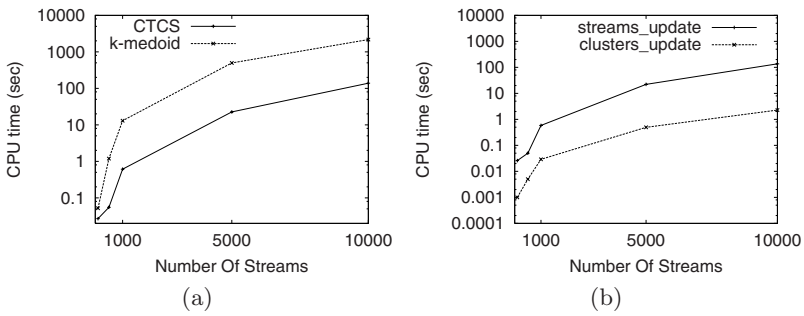 CTCS
k-medoid
10000
1000
100
10
1
0.1
CPU time (sec)
1000 5000 10000
Number Of Streams
(a)
streams_update
clusters_update
10000
1000
100
10
1
0.1
0.01
0.001
0.0001
CPU time (sec)
1000 5000 10000
Number Of Streams
(b)